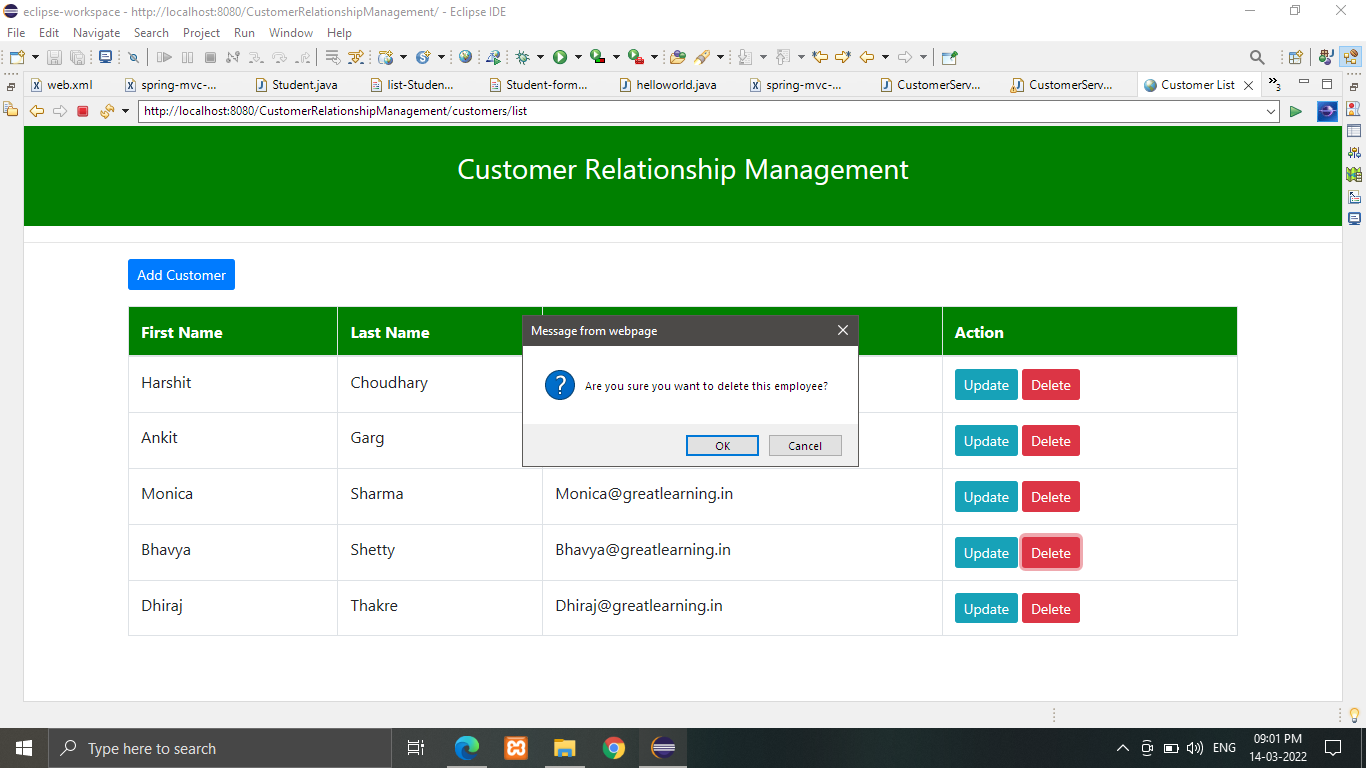 eclipse-workspace - http://localhost:8080/CustomerRelationshipManagement/ - Eclipse IDE
File Edit Navigate Search Project Run Window Help
web.xml spring-mvc-... Student.java list-Studen... Student-form... helloworld.java spring-mvc-... CustomerServ... CustomerServ... Customer List 3
http://localhost:8080/CustomerRelationshipManagement/customers/list
Customer Relationship Management
Add Customer
First Name Last Name Action
Message from webpage
Are you sure you want to delete this employee?
OK Cancel
Harshit Choudhary Update Delete
Ankit Garg Update Delete
Monica Sharma Monica@greatlearning.in Update Delete
Bhavya Shetty Bhavya@greatlearning.in Update Delete
Dhiraj Thakre Dhiraj@greatlearning.in Update Delete
Type here to search
ENG
09:01 PM
14-03-2022